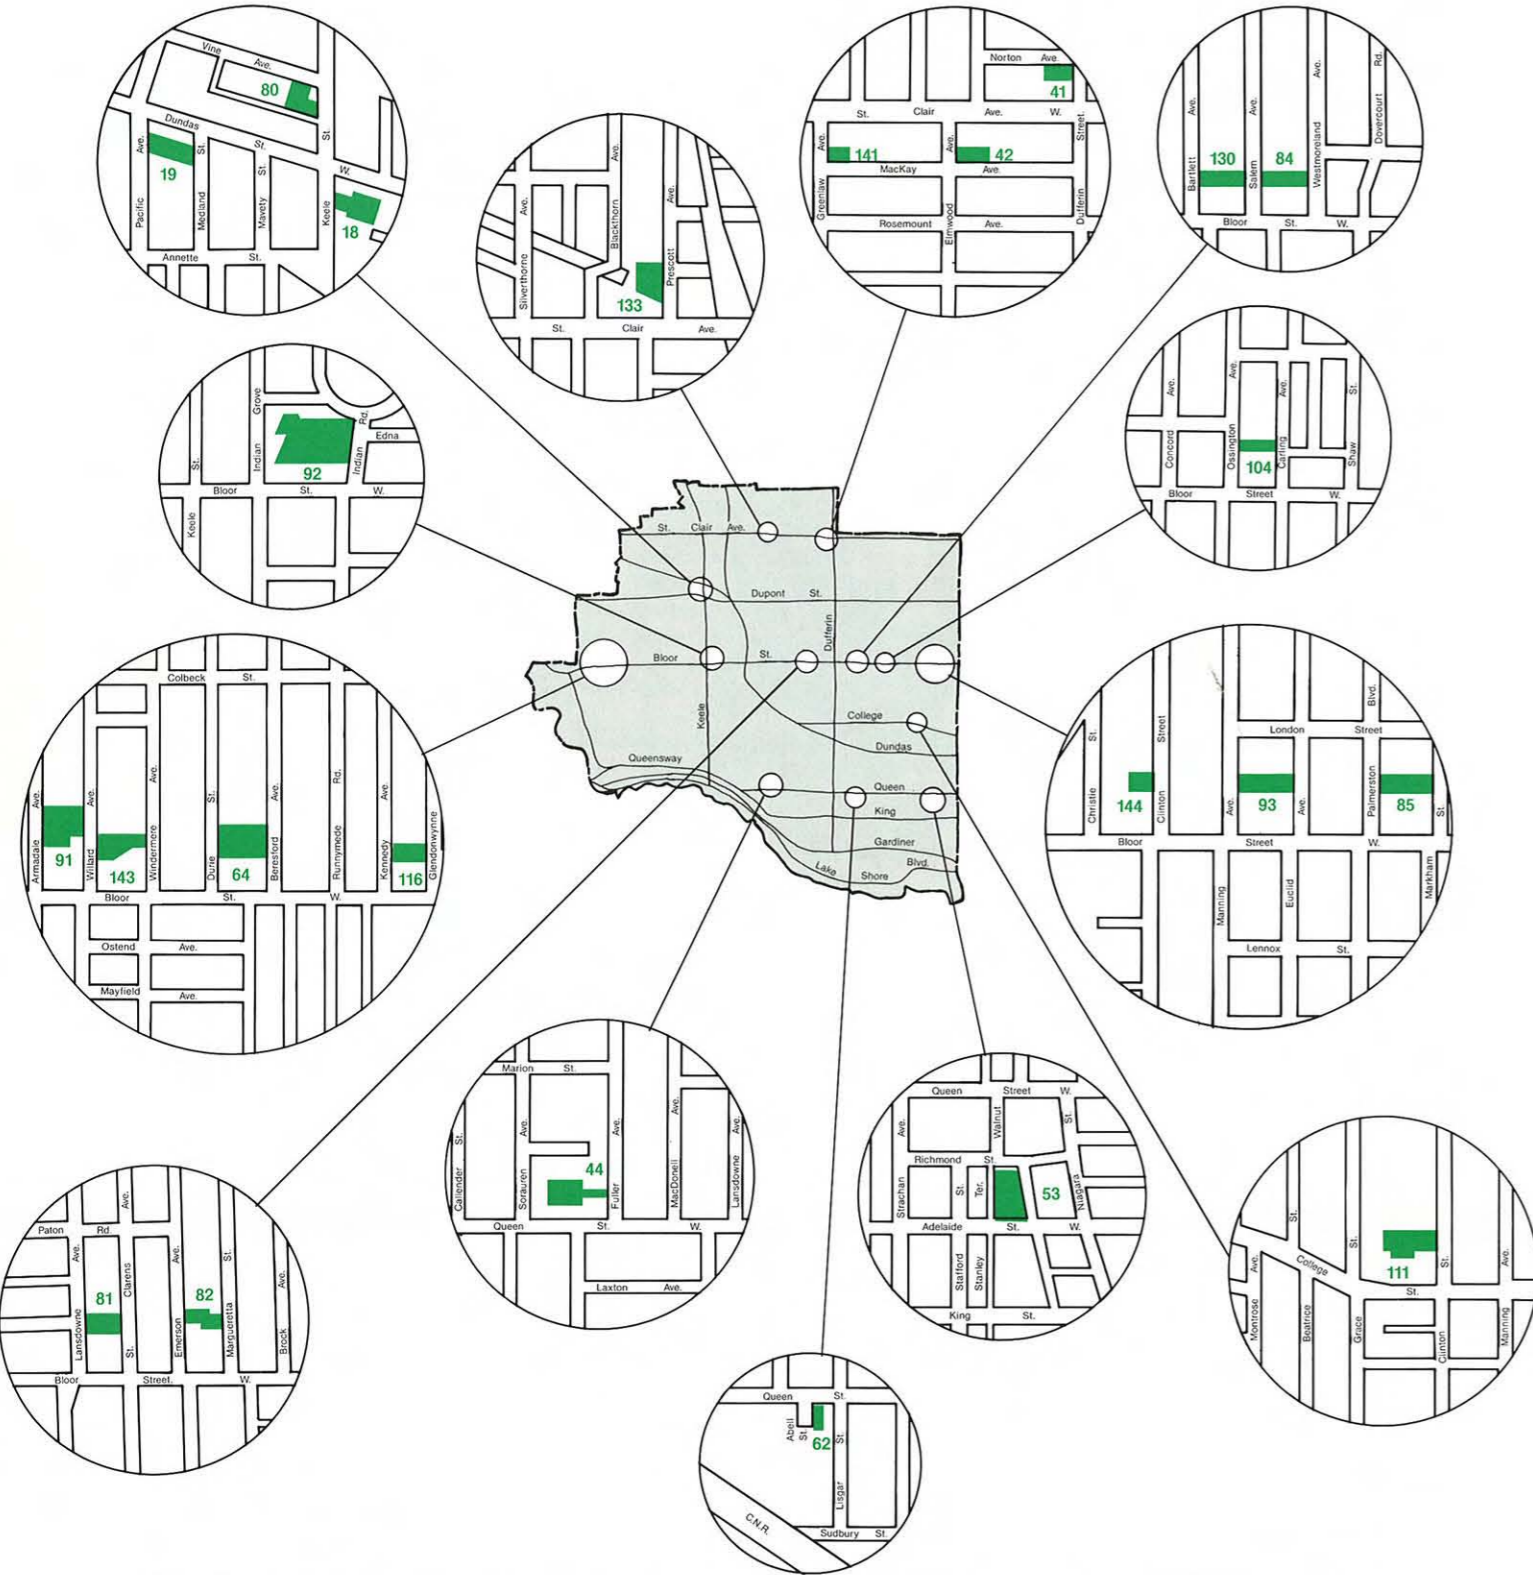 Vine Ave.
80
Dundas St. W.
19
18
Pacific Ave.
Medland St.
Mavety St.
Keele St.
Annette St.
Silverthorne Ave.
Blackthorn Ave.
Prescott Ave.
133
St. Clair Ave.
Norton Ave.
41
St. Clair Ave. W.
141
42
MacKay Ave.
Greenlaw Ave.
Elmwood Ave.
Dufferin Street.
Rosemount Ave.
Bartlett Ave.
Salem Ave.
Westmoreland Ave.
Dovercourt Rd.
130
84
Bloor St. W.
Indian Grove
Indian Rd.
Edna
92
Keele St.
Bloor St. W.
Concord Ave.
Ossington Ave.
Carling Ave.
Shaw St.
104
Bloor Street W.
St. Clair Ave.
Dupont St.
Dufferin
Bloor St.
Keele
College
Dundas
Queensway
Queen
King
Gardiner
Lake Shore Blvd.
Colbeck St.
Armadale Ave.
Willard Ave.
Windermere Ave.
Durie St.
Beresford Ave.
Runnymede Rd.
Kennedy Ave.
Glendonwynne
91
143
64
116
Bloor St. W.
Ostend Ave.
Mayfield Ave.
London Street
Christie St.
Clinton Street
Manning Ave.
Euclid Ave.
Palmerston Blvd.
Markham St.
144
93
85
Bloor Street W.
Lennox St.
Marion St.
Callender St.
Sorauren Ave.
Fuller Ave.
MacDonell Ave.
Lansdowne Ave.
44
Queen St. W.
Laxton Ave.
Queen Street W.
Strachan Ave.
Walnut
Niagara St.
Richmond St.
53
Adelaide St. W.
Stafford St.
Stanley Ter.
King St.
Paton Rd
Lansdowne Ave.
Clarens Ave.
St.
Emerson Ave.
Margueretta St.
Brock Ave.
81
82
Bloor Street. W.
Queen St.
Abell St.
62
Lisgar St.
C.N.R.
Sudbury St.
111
College St.
Montrose Ave.
Beatrice St.
Grace St.
Clinton St.
Manning Ave.